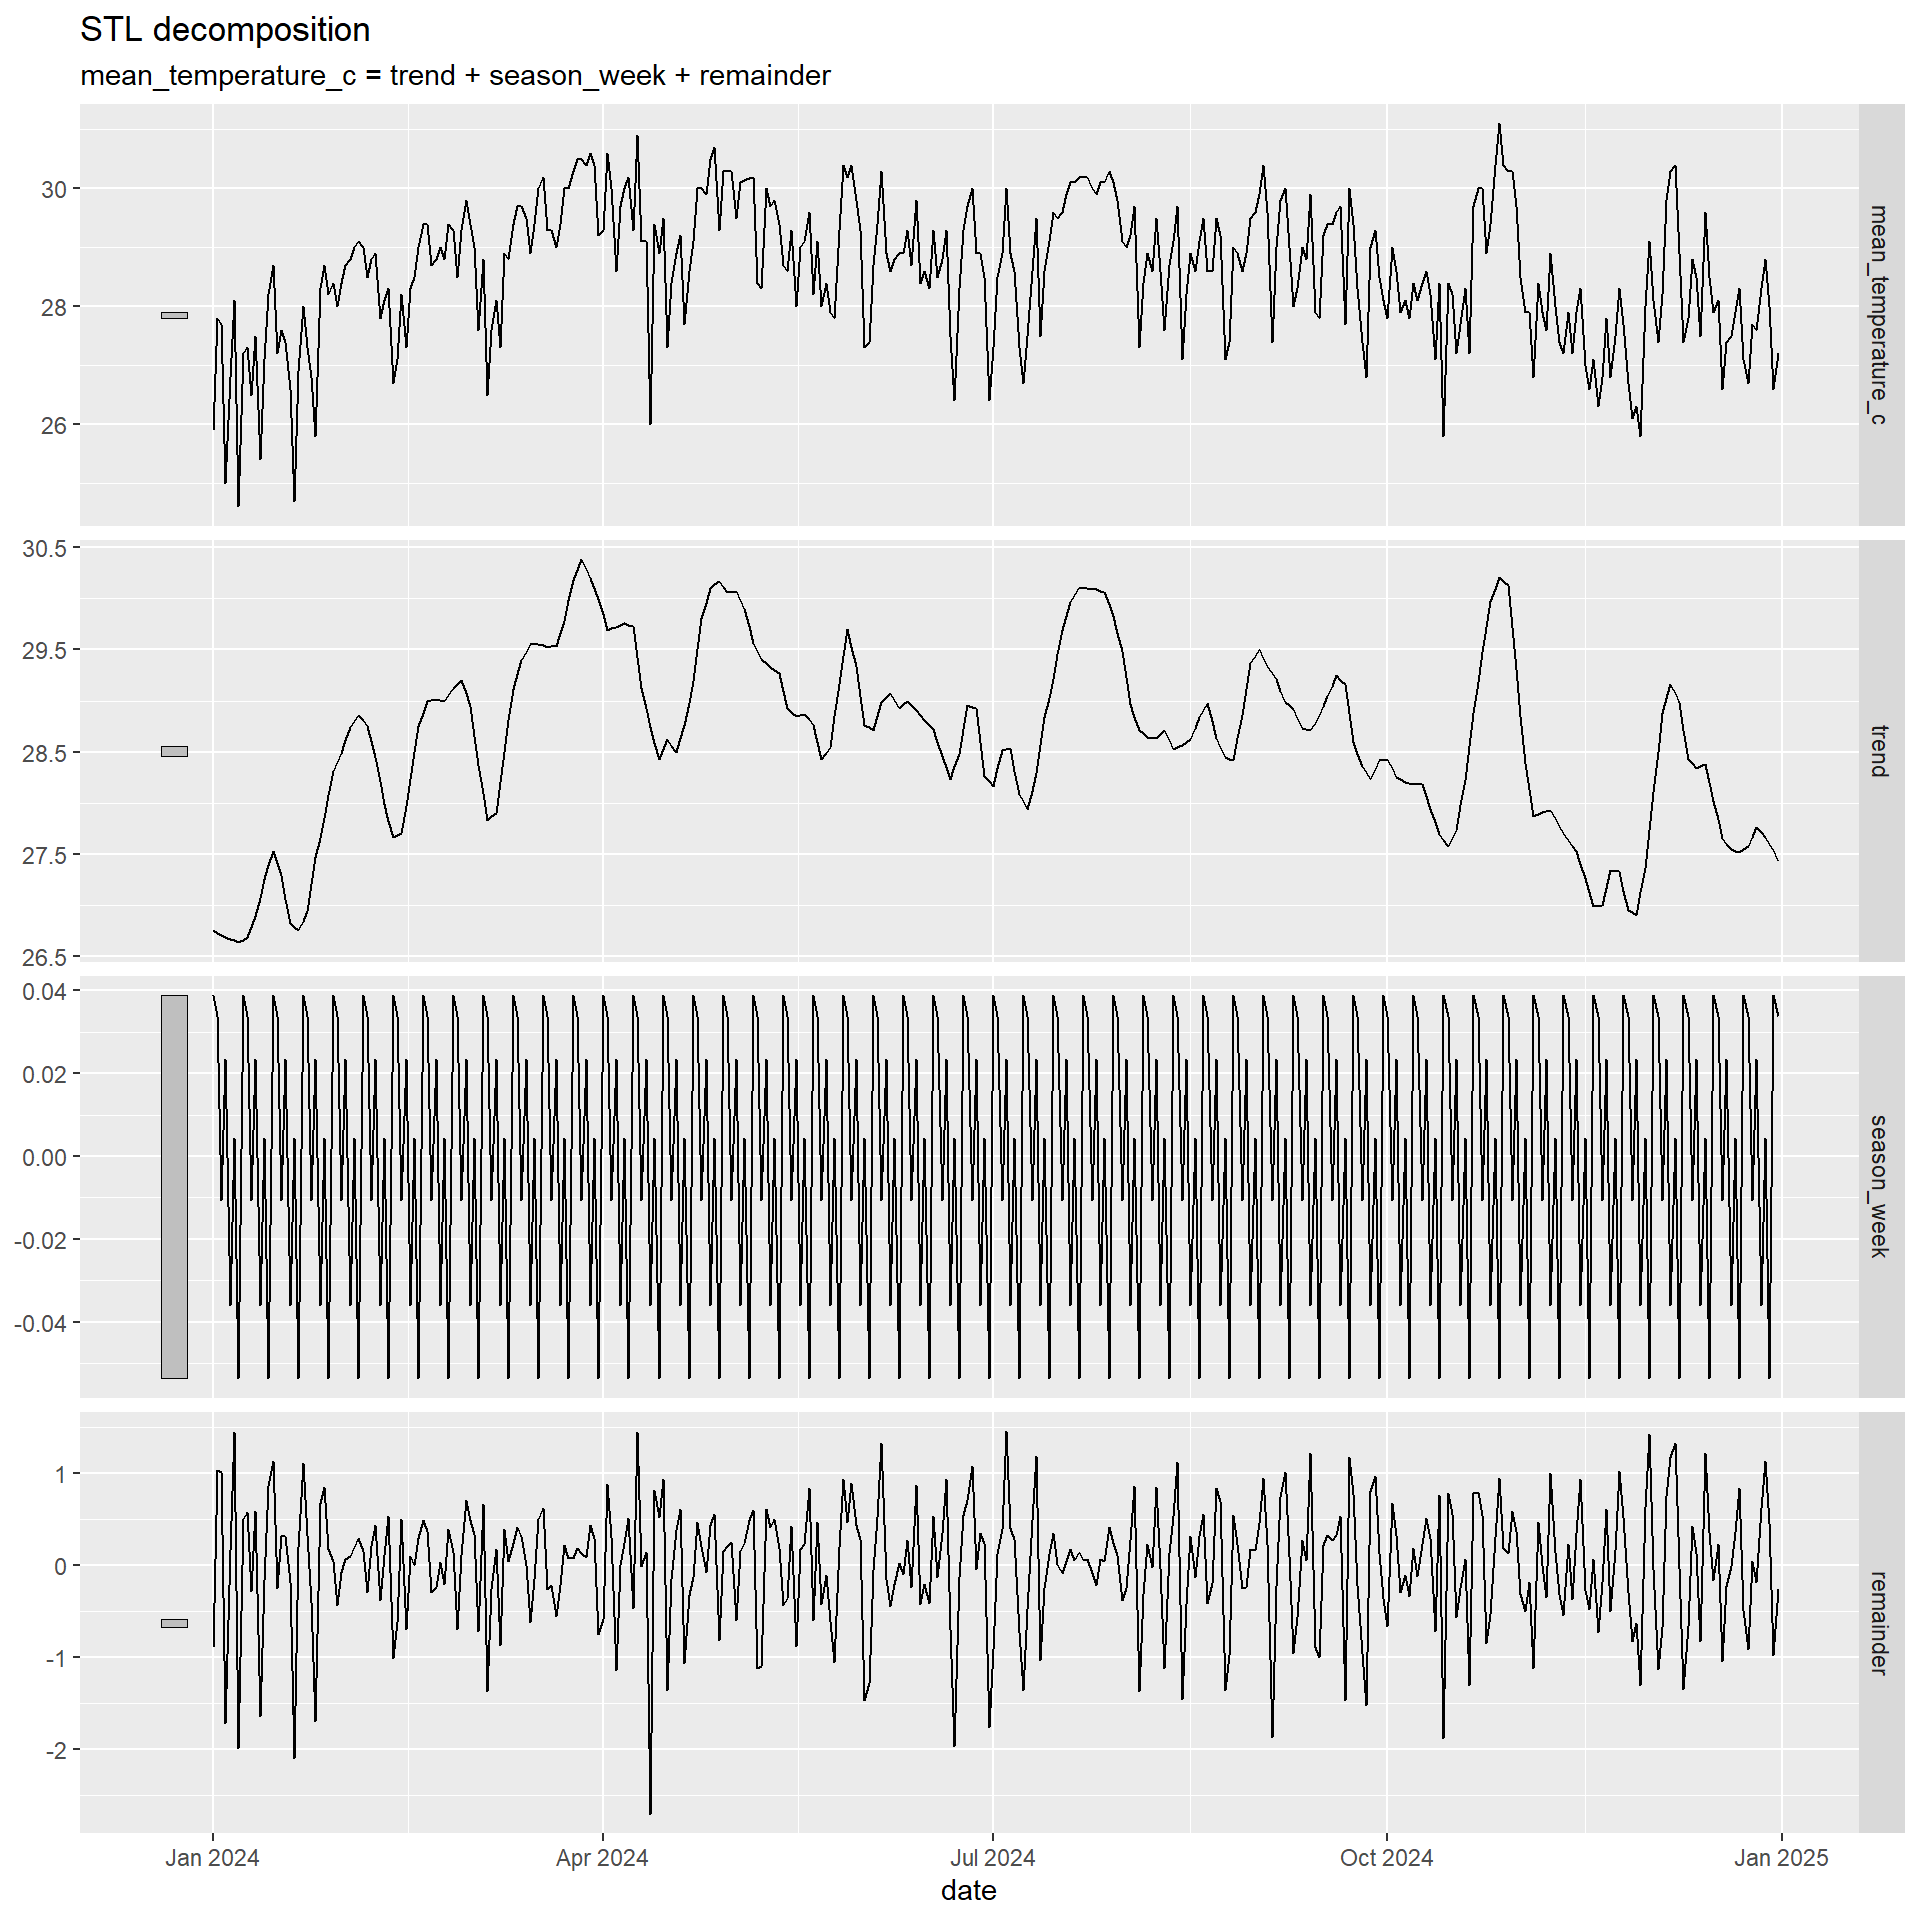 STL decomposition
mean_temperature_c = trend + season_week + remainder
30
28
26
mean_temperature_c
30.5
29.5
28.5
27.5
26.5
trend
0.04
0.02
0.00
-0.02
-0.04
season_week
1
0
-1
-2
remainder
Jan 2024
Apr 2024
Jul 2024
Oct 2024
Jan 2025
date